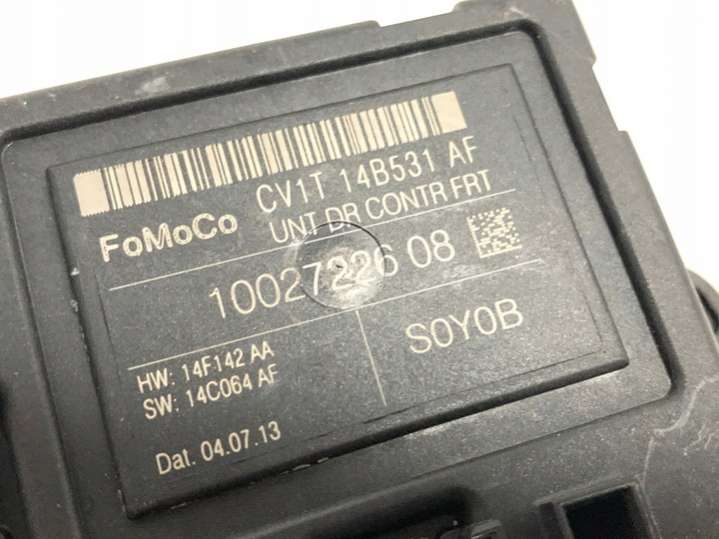 CV1T 14B531 AF
FoMoCo UNT DR CONTR FRT
10027226 08
HW: 14F142 AA
SW: 14C064 AF
S0Y0B
Dat. 04.07.13